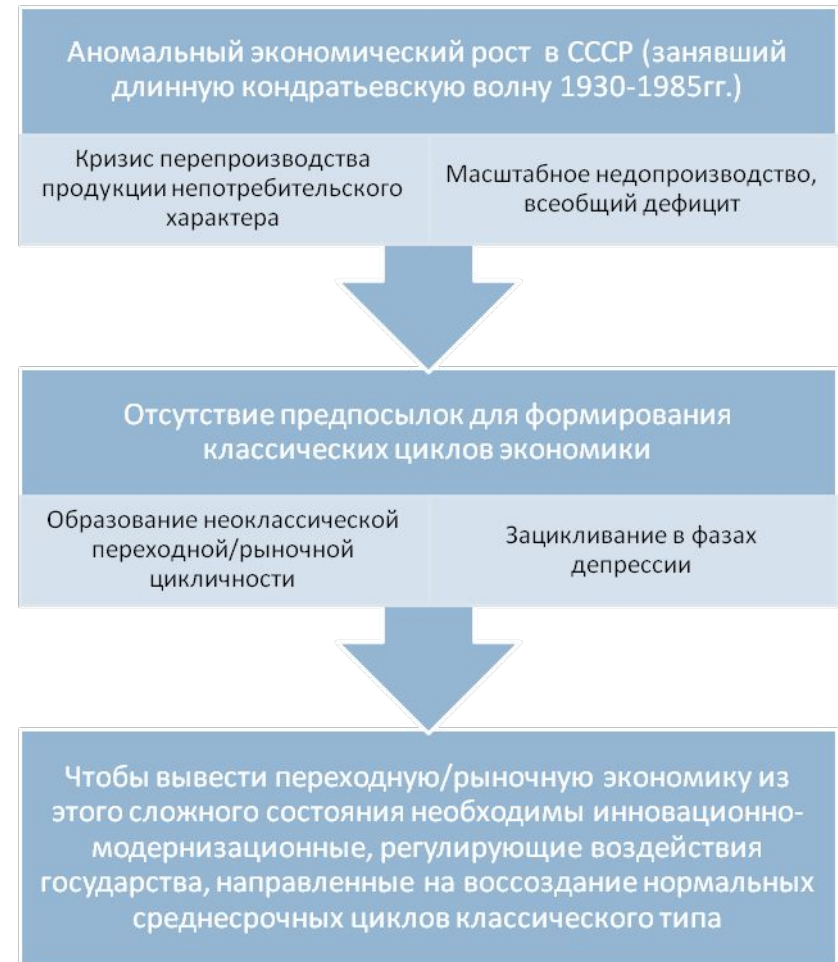 Аномальный экономический рост в СССР (занявший
длинную кондратьевскую волну 1930-1985гг.)
Кризис перепроизводства
продукции непотребительского
характера
Масштабное недопроизводство,
всеобщий дефицит
Отсутствие предпосылок для формирования
классических циклов экономики
Образование неоклассической
переходной/рыночной
цикличности
Зацикливание в фазах
депрессии
Чтобы вывести переходную/рыночную экономику из
этого сложного состояния необходимы инновационно-
модернизационные, регулирующие воздействия
государства, направленные на воссоздание нормальных
среднесрочных циклов классического типа